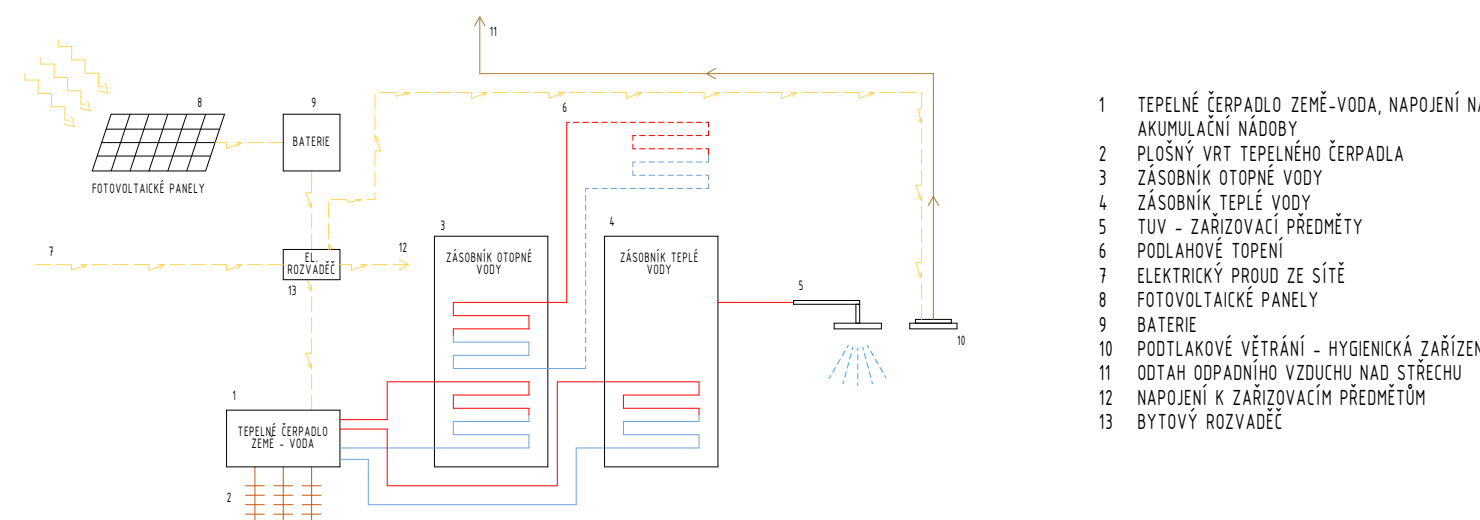 11
8
9
6
BATERIE
FOTOVOLTAICKÉ PANELY
3
4
7
12
EL.
ROZVADĚČ
13
ZÁSOBNÍK OTOPNÉ
VODY
ZÁSOBNÍK TEPLÉ
VODY
5
10
1
TEPELNÉ ČERPADLO
ZEMĚ - VODA
2
1 TEPELNÉ ČERPADLO ZEMĚ-VODA, NAPOJENÍ NA
AKUMULAČNÍ NÁDOBY
2 PLOŠNÝ VRT TEPELNÉHO ČERPADLA
3 ZÁSOBNÍK OTOPNÉ VODY
4 ZÁSOBNÍK TEPLÉ VODY
5 TUV - ZAŘIZOVACÍ PŘEDMĚTY
6 PODLAHOVÉ TOPENÍ
7 ELEKTRICKÝ PROUD ZE SÍTĚ
8 FOTOVOLTAICKÉ PANELY
9 BATERIE
10 PODTLAKOVÉ VĚTRÁNÍ - HYGIENICKÁ ZAŘÍZEN
11 ODTAH ODPADNÍHO VZDUCHU NAD STŘECHU
12 NAPOJENÍ K ZAŘIZOVACÍM PŘEDMĚTŮM
13 BYTOVÝ ROZVADĚČ